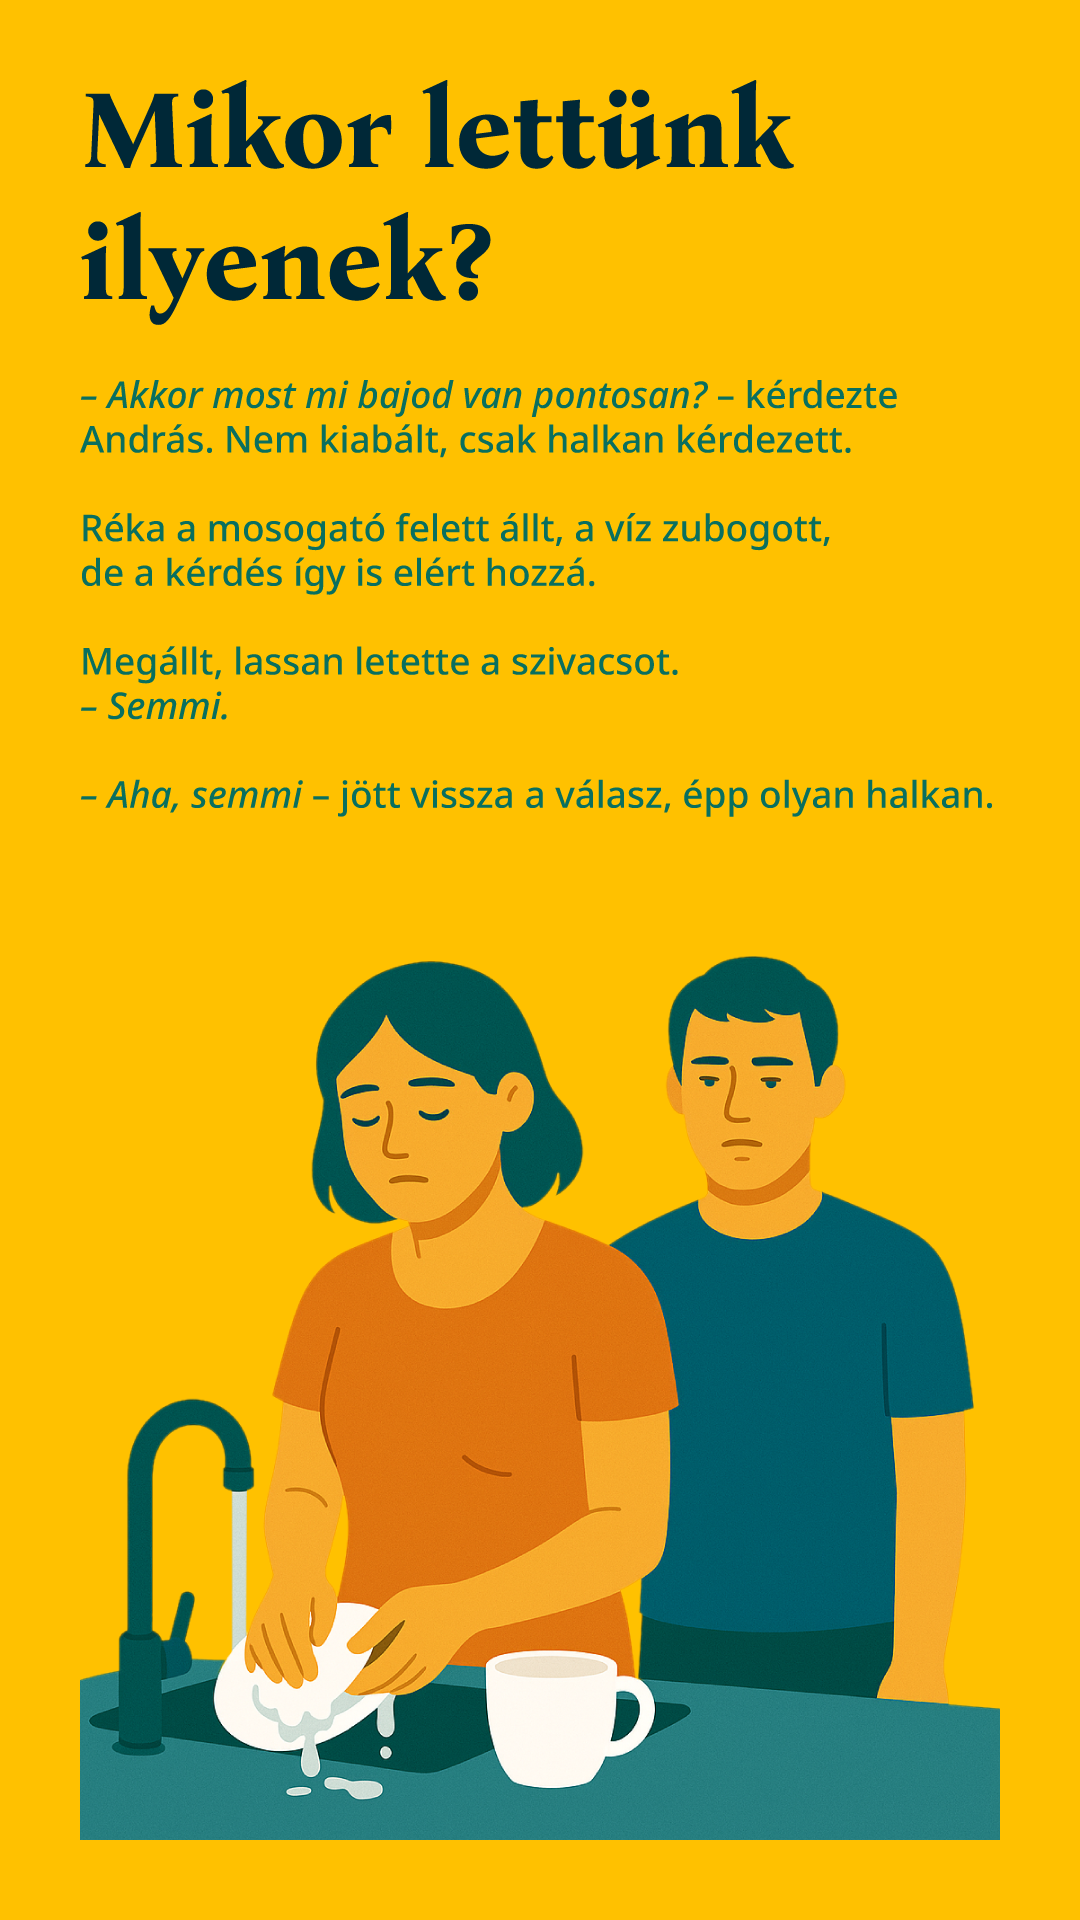 Mikor lettünk
ilyenek?
– Akkor most mi bajod van pontosan? – kérdezte
András. Nem kiabált, csak halkan kérdezett.
Réka a mosogató felett állt, a víz zubogott,
de a kérdés így is elért hozzá.
Megállt, lassan letette a szivacsot.
– Semmi.
– Aha, semmi – jött vissza a válasz, épp olyan halkan.